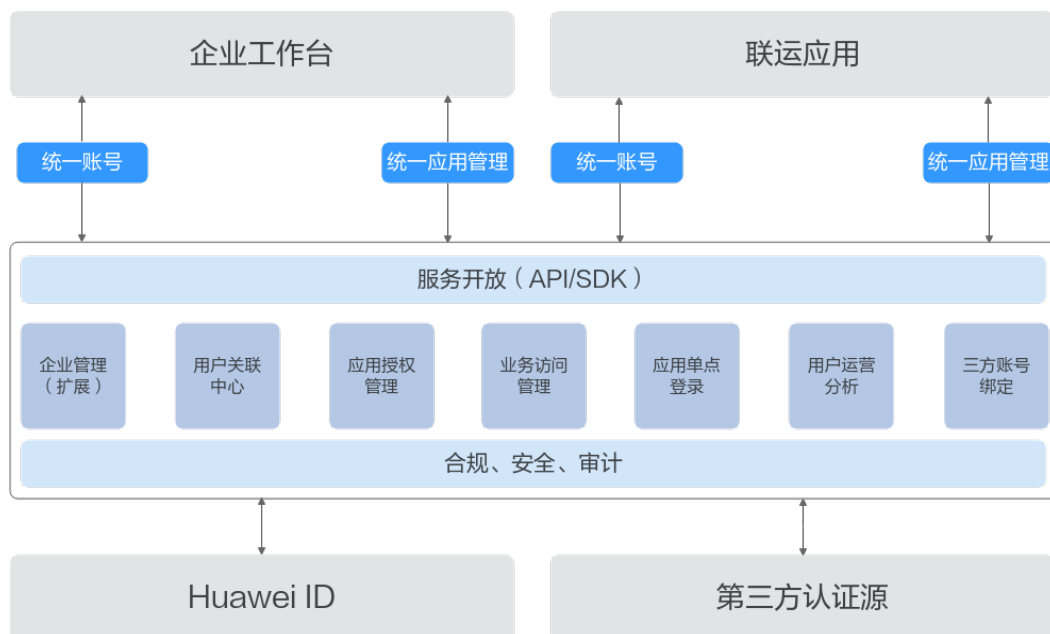 企业工作台
联运应用
统一账号
统一应用管理
统一账号
统一应用管理
服务开放（API/SDK）
企业管理
（扩展）
用户关联
中心
应用授权
管理
业务访问
管理
应用单点
登录
用户运营
分析
三方账号
绑定
合规、安全、审计
Huawei ID
第三方认证源